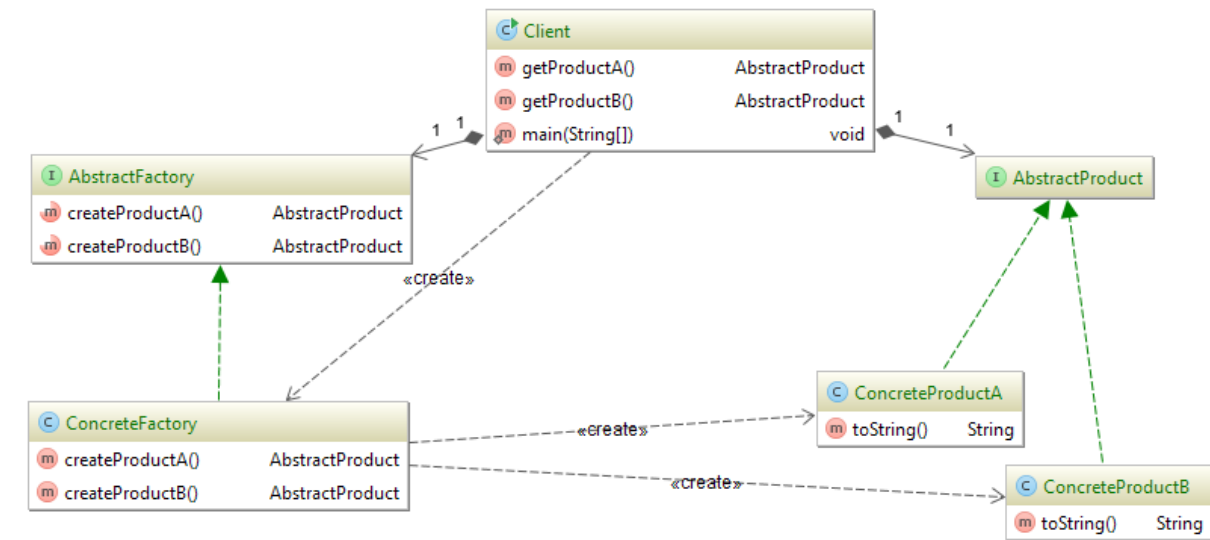 Client
getProductA() AbstractProduct
getProductB() AbstractProduct
main(String[]) void
1 1
1 1
AbstractFactory
createProductA() AbstractProduct
createProductB() AbstractProduct
AbstractProduct
«create»
ConcreteFactory
createProductA() AbstractProduct
createProductB() AbstractProduct
«create»
«create»
ConcreteProductA
toString() String
ConcreteProductB
toString() String